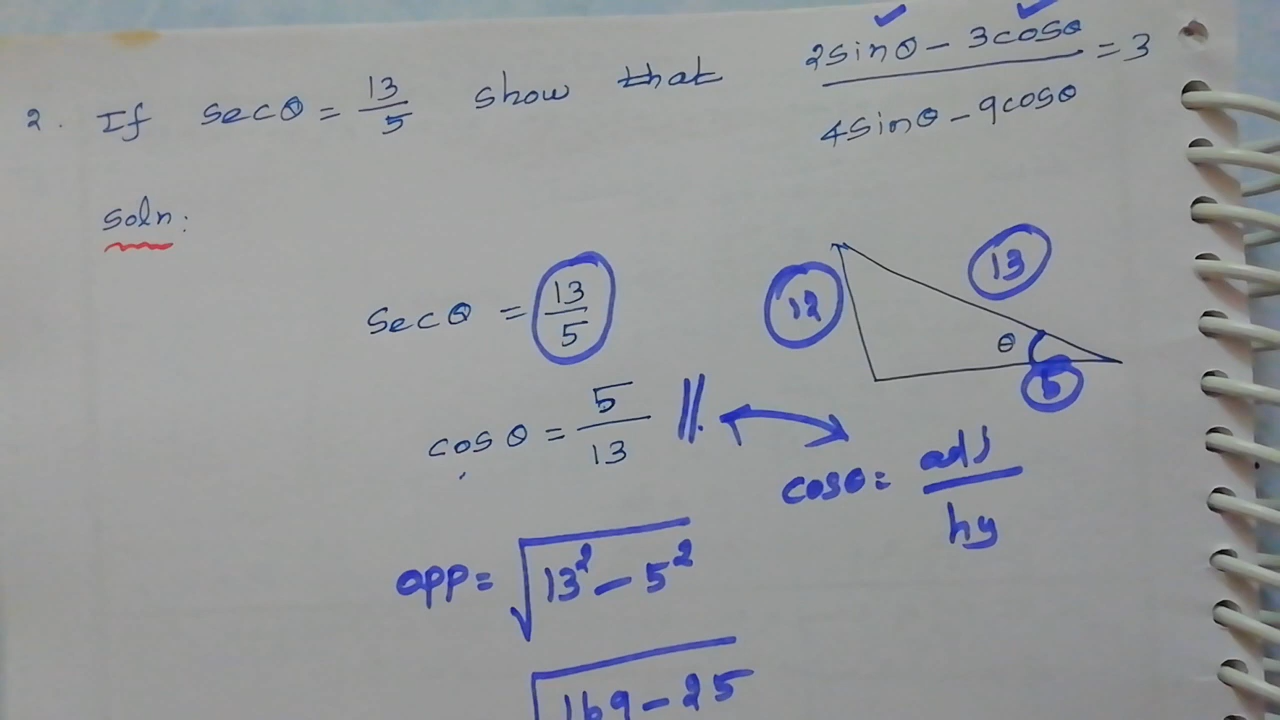 2. If secθ = 13/5 show that (2sinθ - 3cosθ)/(4sinθ - 9cosθ) = 3
Soln:
secθ = 13/5
12
13
θ
5
cosθ = 5/13 //.
cosθ = adj/hy
opp = √(13² - 5²)
√(169 - 25)